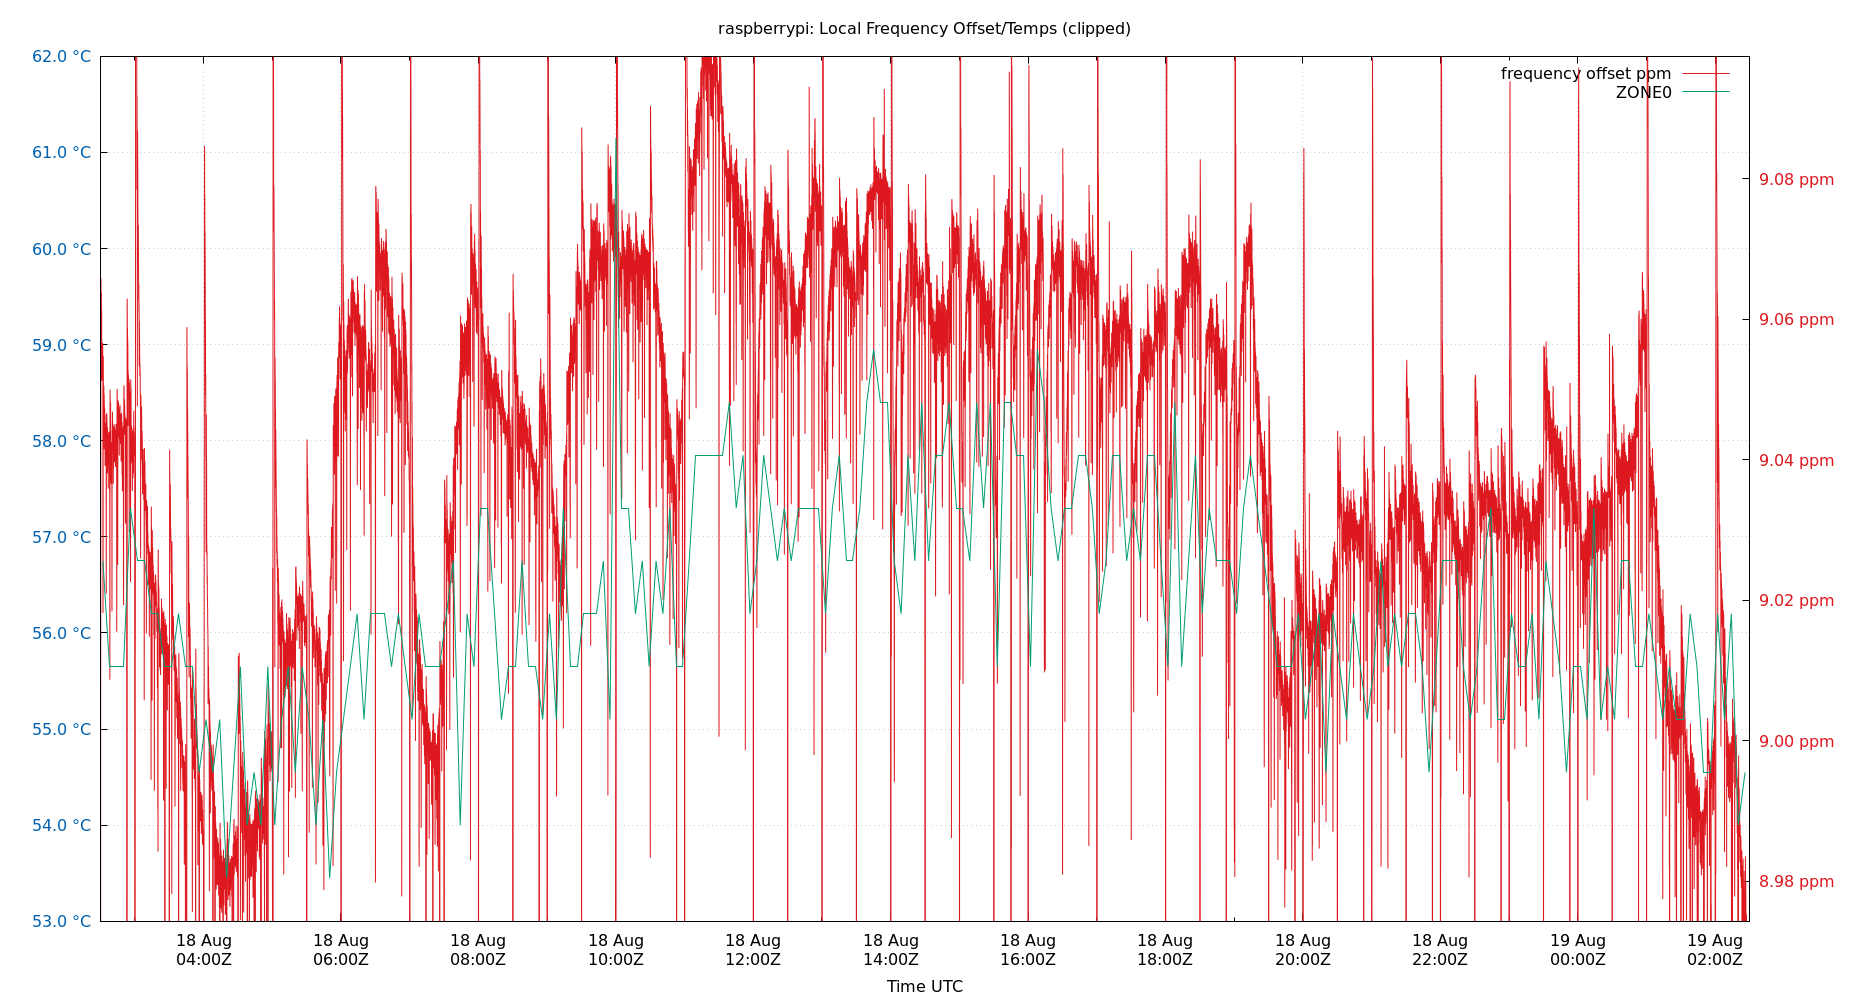 raspberrypi: Local Frequency Offset/Temps (clipped)
frequency offset ppm
ZONE0
62.0 °C
61.0 °C
60.0 °C
59.0 °C
58.0 °C
57.0 °C
56.0 °C
55.0 °C
54.0 °C
53.0 °C
9.08 ppm
9.06 ppm
9.04 ppm
9.02 ppm
9.00 ppm
8.98 ppm
18 Aug
04:00Z
18 Aug
06:00Z
18 Aug
08:00Z
18 Aug
10:00Z
18 Aug
12:00Z
18 Aug
14:00Z
18 Aug
16:00Z
18 Aug
18:00Z
18 Aug
20:00Z
18 Aug
22:00Z
19 Aug
00:00Z
19 Aug
02:00Z
Time UTC